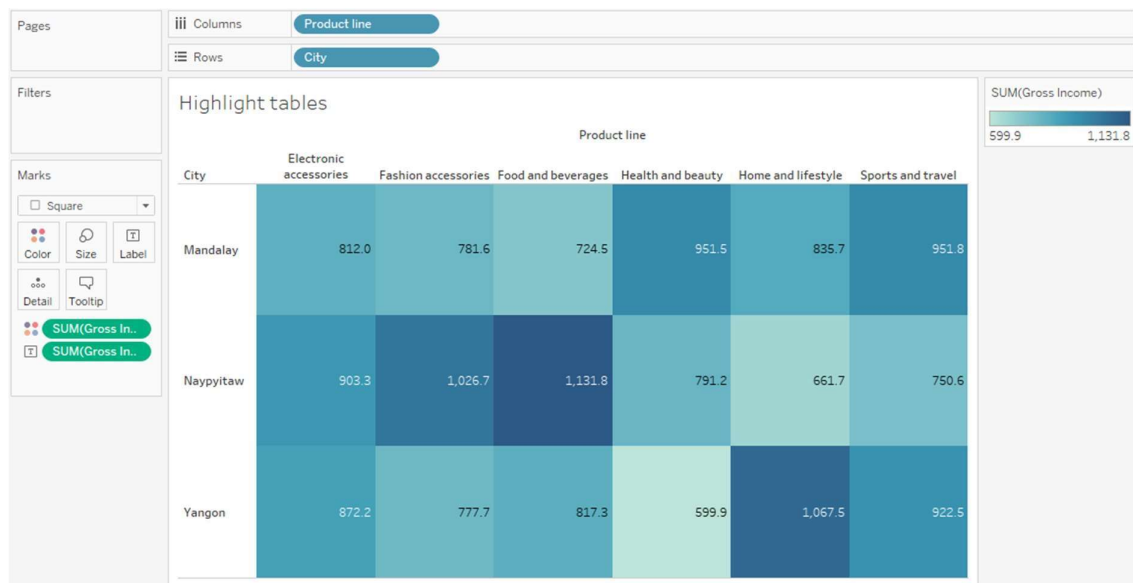 Pages
Columns
Product line
Rows
City
Filters
Highlight tables
SUM(Gross Income)
599.9 1,131.8
Product line
Marks
City Electronic accessories Fashion accessories Food and beverages Health and beauty Home and lifestyle Sports and travel
Square
Color Size T Label
Detail Tooltip
SUM(Gross In..
T SUM(Gross In..
Mandalay 812.0 781.6 724.5 951.5 835.7 951.8
Naypyitaw 903.3 1,026.7 1,131.8 791.2 661.7 750.6
Yangon 872.2 777.7 817.3 599.9 1,067.5 922.5